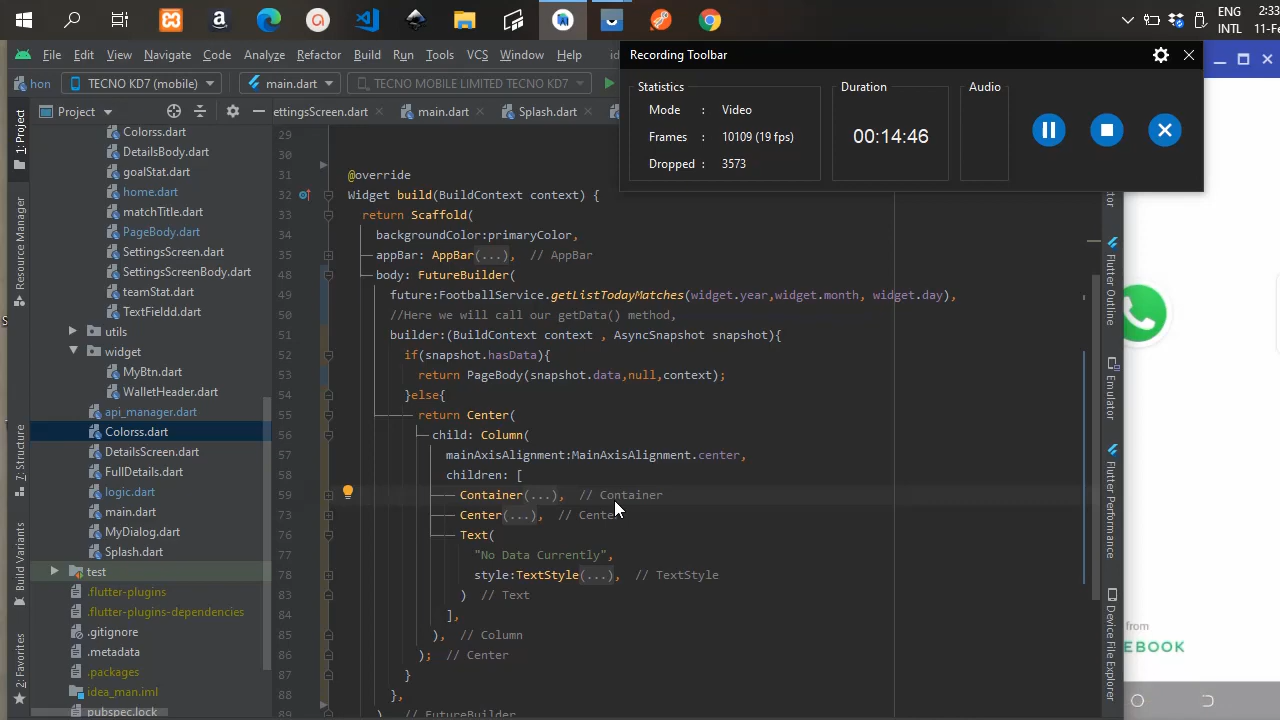 ENG
2:33
INTL
11-Fe
File Edit View Navigate Code Analyze Refactor Build Run Tools VCS Window Help
Recording Toolbar
hon TECNO KD7 (mobile) main.dart TECNO MOBILE LIMITED TECNO KD7
Statistics
Mode : Video
Frames : 10109 (19 fps)
Dropped : 3573
Duration
00:14:46
Audio
1: Project
Resource Manager
7: Structure
Build Variants
2: Favorites
Project
ettingsScreen.dart main.dart Splash.dart
Colorss.dart
DetailsBody.dart
goalStat.dart
home.dart
matchTitle.dart
PageBody.dart
SettingsScreen.dart
SettingsScreenBody.dart
teamStat.dart
TextFieldd.dart
utils
widget
MyBtn.dart
WalletHeader.dart
api_manager.dart
Colorss.dart
DetailsScreen.dart
FullDetails.dart
logic.dart
main.dart
MyDialog.dart
Splash.dart
test
.flutter-plugins
.flutter-plugins-dependencies
.gitignore
.metadata
.packages
idea_man.iml
pubspec.lock
29
30
31 @override
32 Widget build(BuildContext context) {
33 return Scaffold(
34 backgroundColor:primaryColor,
35 appBar: AppBar(...), // AppBar
48 body: FutureBuilder(
49 future:FootballService.getListTodayMatches(widget.year,widget.month, widget.day),
50 //Here we will call our getData() method,
51 builder:(BuildContext context , AsyncSnapshot snapshot){
52 if(snapshot.hasData){
53 return PageBody(snapshot.data,null,context);
54 }else{
55 return Center(
56 child: Column(
57 mainAxisAlignment:MainAxisAlignment.center,
58 children: [
59 Container(...), // Container
73 Center(...), // Center
76 Text(
77 "No Data Currently",
78 style:TextStyle(...), // TextStyle
83 ) // Text
84 ],
85 ), // Column
86 ); // Center
87 }
88 },
89 ) // FutureBuilder
Flutter Outline
Emulator
Flutter Performance
Device File Explorer
from
EBOOK